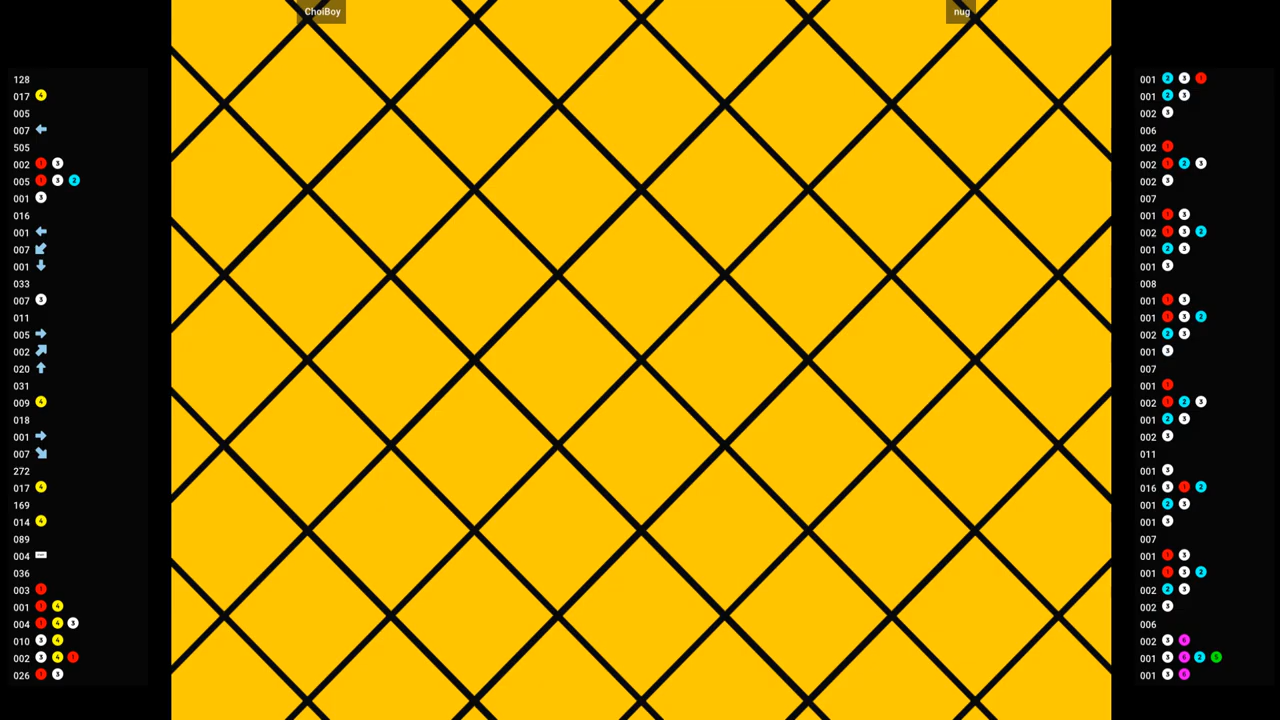 ChoiBoy
nug
128
017 4
005
007
505
002 1 3
005 1 3 2
001 3
016
001
007
001
033
007 3
011
005
002
020
031
009 4
018
001
007
272
017 4
169
014 4
089
004
036
003 1
001 1 4
004 1 4 3
010 3 4
002 3 4 1
026 1 3
001 2 3 1
001 2 3
002 3
006
002 1
002 1 2 3
002 3
007
001 1 3
002 1 3 2
001 2 3
001 3
008
001 1 3
001 1 3 2
002 2 3
001 3
007
001 1
002 1 2 3
001 2 3
002 3
011
001 3
016 3 1 2
001 2 3
001 3
007
001 1 3
001 1 3 2
002 2 3
002 3
006
002 3 6
001 3 6 2 5
001 3 6